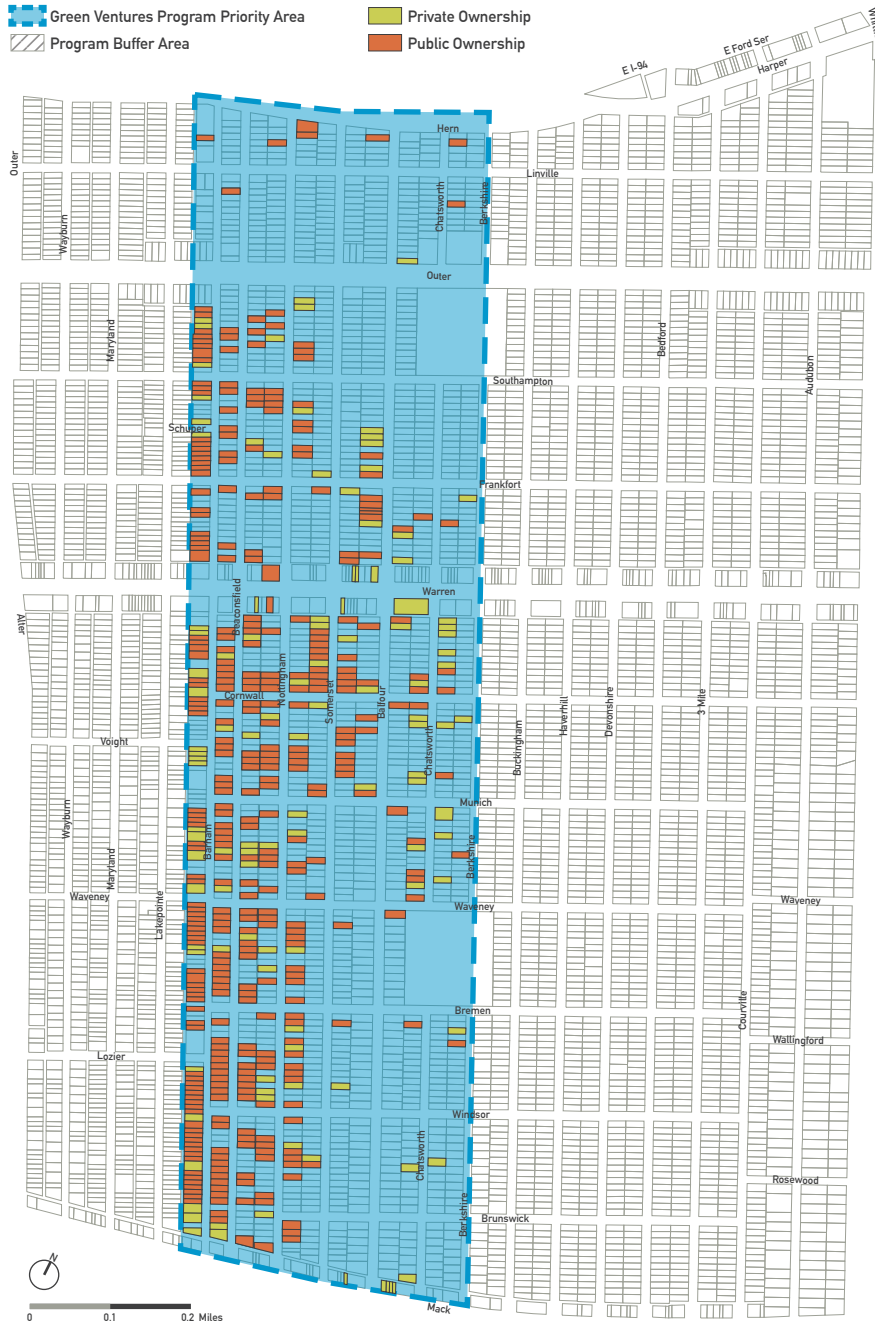 Green Ventures Program Priority Area
Private Ownership
Program Buffer Area
Public Ownership
E I-94
E Ford Ser
Harper
Hern
Outer
Linville
Wayburn
Chatsworth
Berkshire
Outer
Maryland
Bedford
Audubon
Southampton
Schuper
Frankfort
Warren
Beaconsfield
Alter
Cornwall
Nottingham
Somerset
Balfour
Chatsworth
Buckingham
Haverhill
Devonshire
3 Mile
Voight
Munich
Wayburn
Maryland
Barham
Berkshire
Waveney
Lakepointe
Waveney
Waveney
Bremen
Courville
Wallingford
Lozier
Windsor
Chatsworth
Rosewood
Berkshire
Brunswick
N
Mack
0 0.1 0.2 Miles